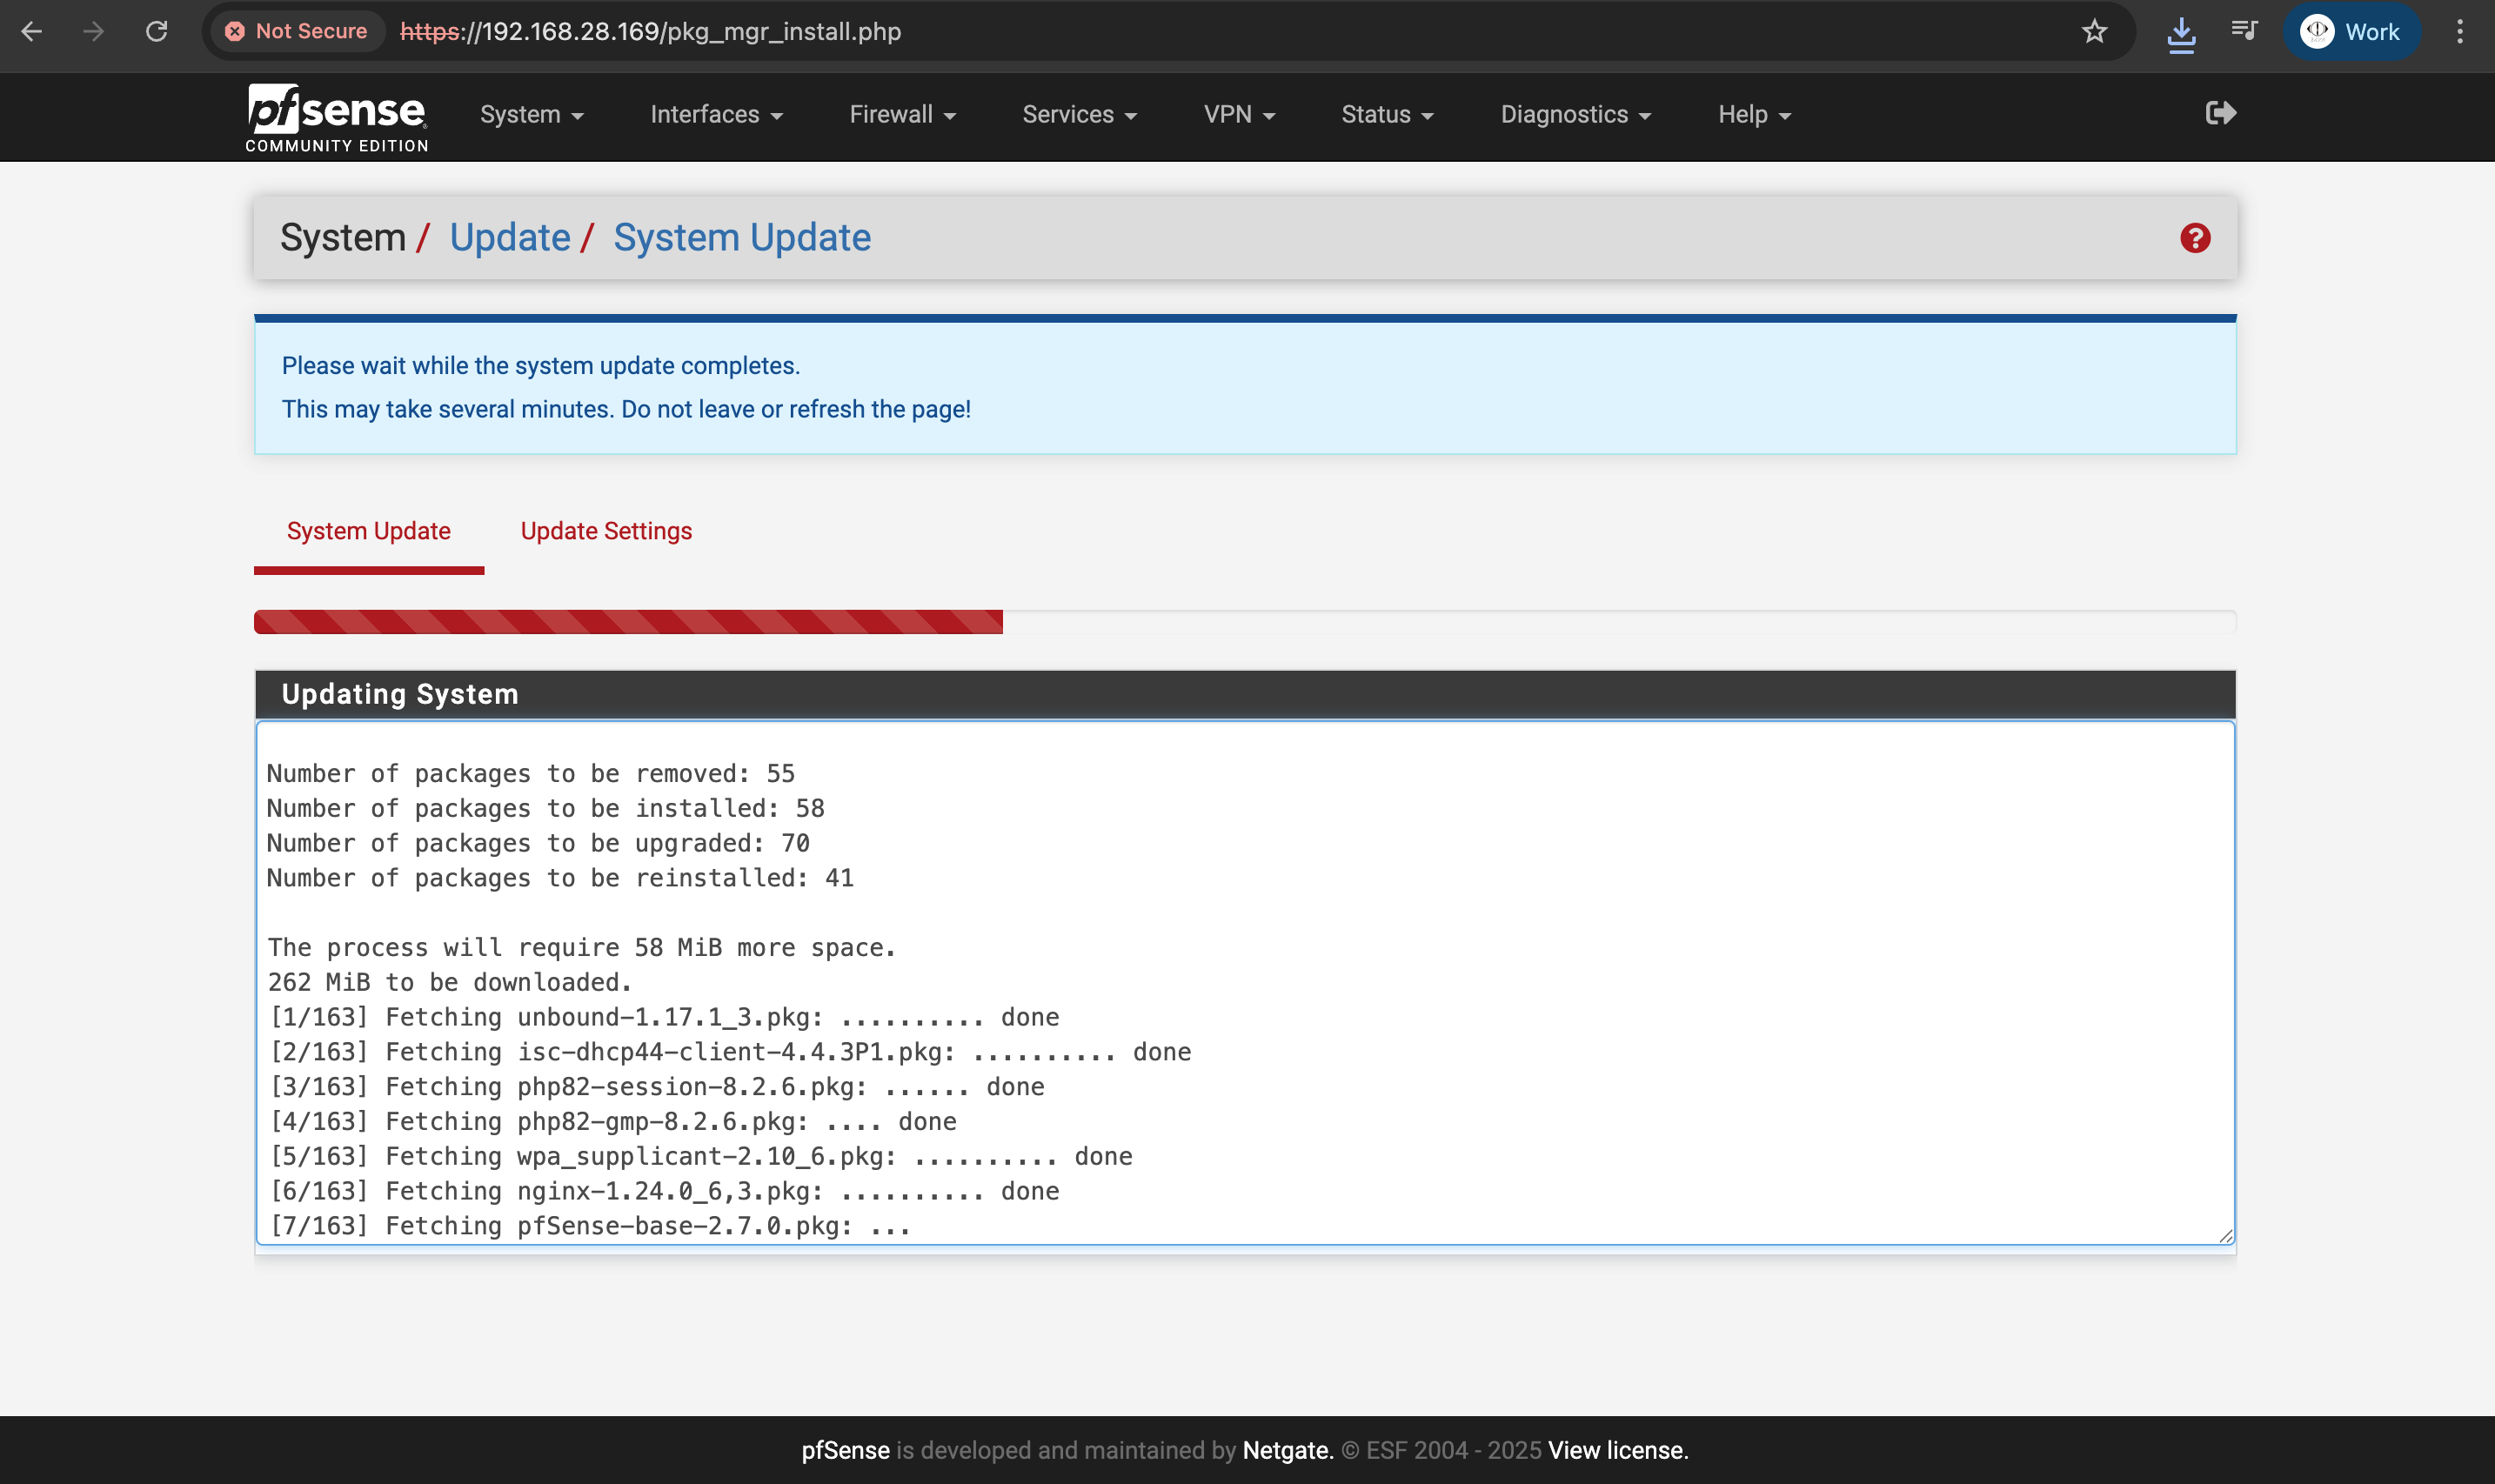 Not Secure https://192.168.28.169/pkg_mgr_install.php Work
pfsense System Interfaces Firewall Services VPN Status Diagnostics Help
COMMUNITY EDITION
System / Update / System Update ?
Please wait while the system update completes.
This may take several minutes. Do not leave or refresh the page!
System Update Update Settings
Updating System
Number of packages to be removed: 55
Number of packages to be installed: 58
Number of packages to be upgraded: 70
Number of packages to be reinstalled: 41
The process will require 58 MiB more space.
262 MiB to be downloaded.
[1/163] Fetching unbound-1.17.1_3.pkg: .......... done
[2/163] Fetching isc-dhcp44-client-4.4.3P1.pkg: .......... done
[3/163] Fetching php82-session-8.2.6.pkg: ...... done
[4/163] Fetching php82-gmp-8.2.6.pkg: .... done
[5/163] Fetching wpa_supplicant-2.10_6.pkg: .......... done
[6/163] Fetching nginx-1.24.0_6,3.pkg: .......... done
[7/163] Fetching pfSense-base-2.7.0.pkg: ...
pfSense is developed and maintained by Netgate. © ESF 2004 - 2025 View license.